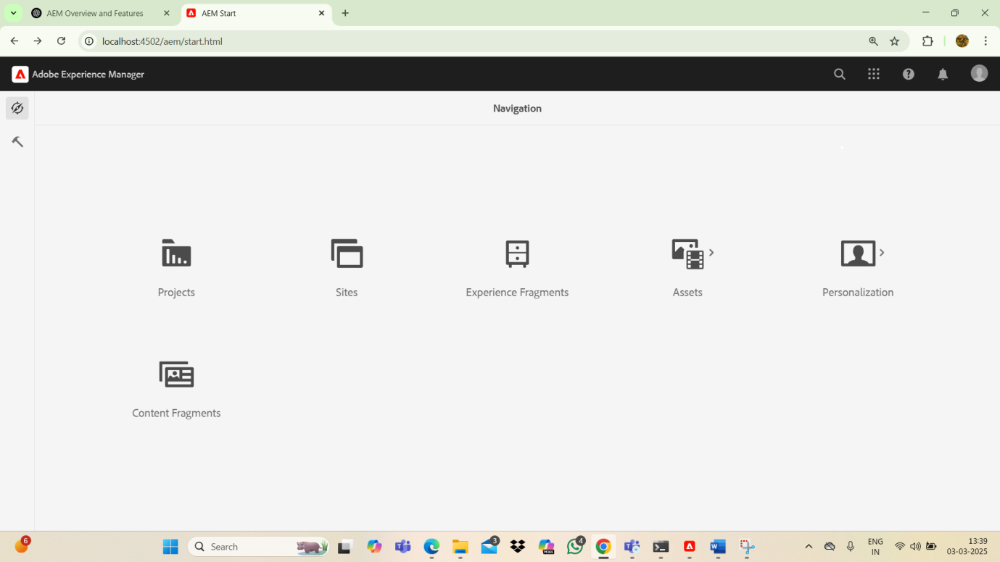 AEM Overview and Features
AEM Start
localhost:4502/aem/start.html
Adobe Experience Manager
Navigation
Projects
Sites
Experience Fragments
Assets
Personalization
Content Fragments
6
Search
3
M365
4
ENG
IN
13:39
03-03-2025